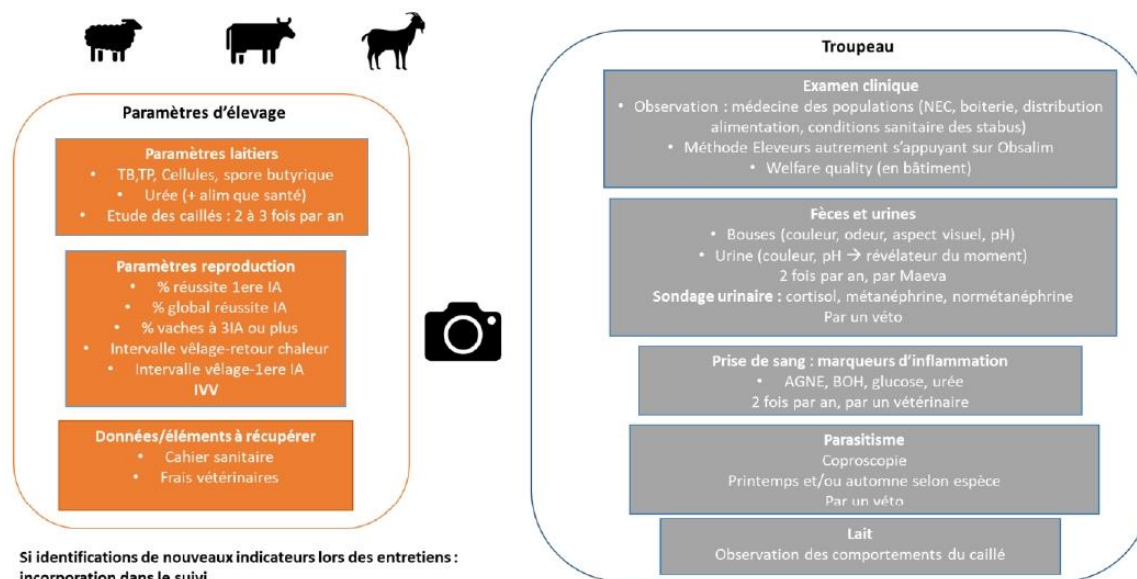 Paramètres d'élevage
Paramètres laitiers
• TB,TP, Cellules, spore butyrique
• Urée (+ alim que santé)
• Etude des caillés : 2 à 3 fois par an
Paramètres reproduction
• % réussite 1ere IA
• % global réussite IA
• % vaches à 3IA ou plus
• Intervalle vêlage-retour chaleur
• Intervalle vêlage-1ere IA
IVV
Données/éléments à récupérer
• Cahier sanitaire
• Frais vétérinaires
Si identifications de nouveaux indicateurs lors des entretiens :
incorporation dans le suivi
Troupeau
Examen clinique
• Observation : médecine des populations (NEC, boiterie, distribution
alimentation, conditions sanitaire des stabus)
• Méthode Eleveurs autrement s'appuyant sur Obsalim
• Welfare quality (en bâtiment)
Fèces et urines
• Bouses (couleur, odeur, aspect visuel, pH)
• Urine (couleur, pH → révélateur du moment)
2 fois par an, par Maeva
Sondage urinaire : cortisol, métanéphrine, normétanéphrine
Par un véto
Prise de sang : marqueurs d'inflammation
• AGNE, BOH, glucose, urée
2 fois par an, par un vétérinaire
Parasitisme
Coproscopie
Printemps et/ou automne selon espèce
Par un véto
Lait
Observation des comportements du caillé